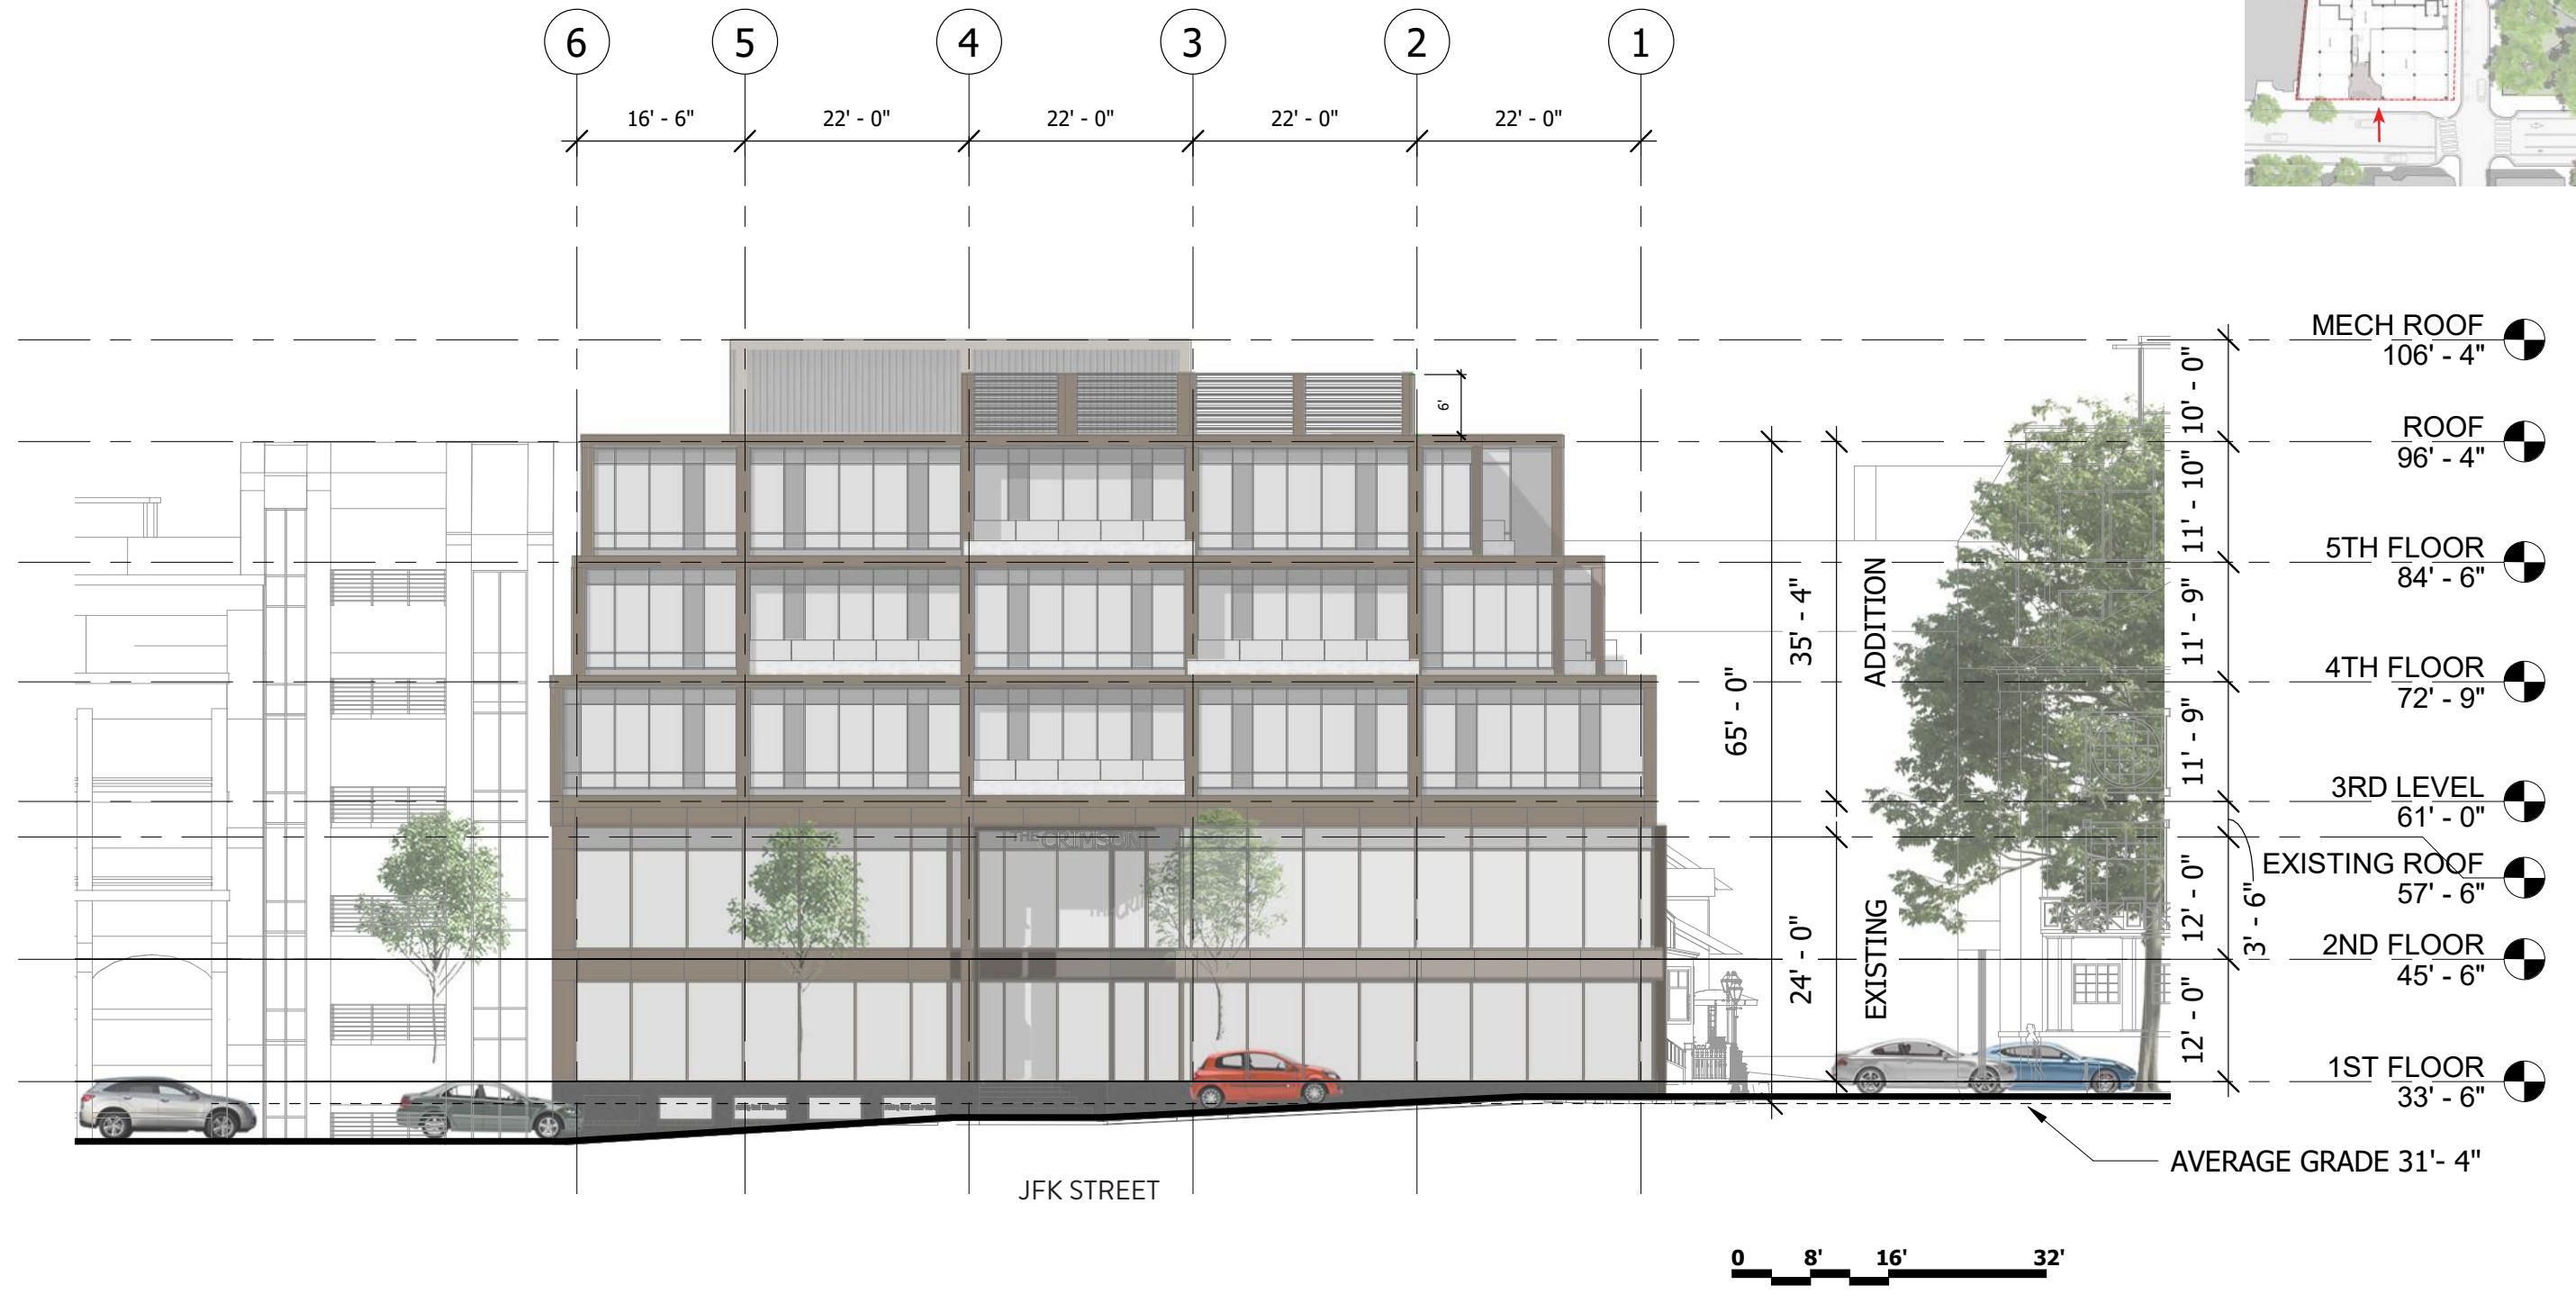 6 5 4 3 2 1
16' - 6" 22' - 0" 22' - 0" 22' - 0" 22' - 0"
MECH ROOF
106' - 4"
10' - 0"
6'
ROOF
96' - 4"
11' - 10"
5TH FLOOR
84' - 6"
11' - 9"
ADDITION
35' - 4"
65' - 0"
4TH FLOOR
72' - 9"
11' - 9"
3RD LEVEL
61' - 0"
THE CRIMSON
EXISTING ROOF
57' - 6"
3' - 6"
12' - 0"
EXISTING
24' - 0"
2ND FLOOR
45' - 6"
12' - 0"
1ST FLOOR
33' - 6"
AVERAGE GRADE 31'- 4"
JFK STREET
0 8' 16' 32'